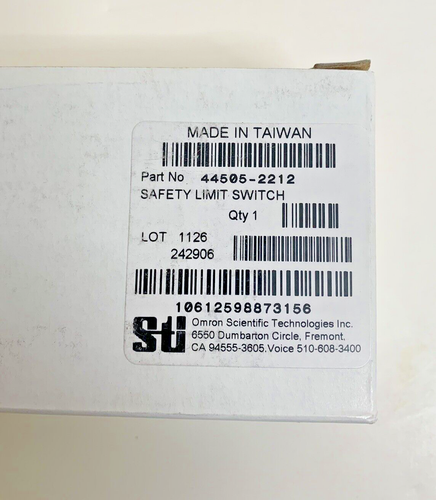 MADE IN TAIWAN
Part No 44505-2212
SAFETY LIMIT SWITCH
Qty 1
LOT 1126
242906
10612598873156
sti
Omron Scientific Technologies Inc.
6550 Dumbarton Circle, Fremont,
CA 94555-3605,Voice 510-608-3400